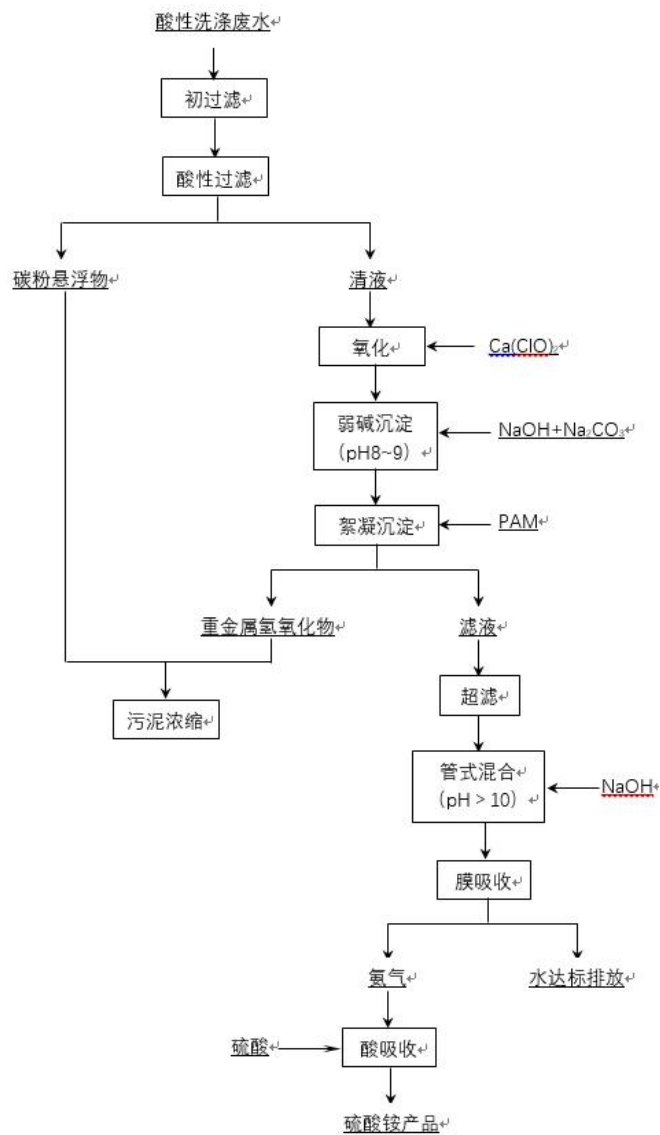 酸性洗涤废水
初过滤
酸性过滤
碳粉悬浮物
清液
氧化
Ca(ClO)₂
弱碱沉淀
（pH8~9）
NaOH+Na₂CO₃
絮凝沉淀
PAM
重金属氢氧化物
滤液
超滤
污泥浓缩
管式混合
（pH > 10）
NaOH
膜吸收
氨气
水达标排放
硫酸
酸吸收
硫酸铵产品